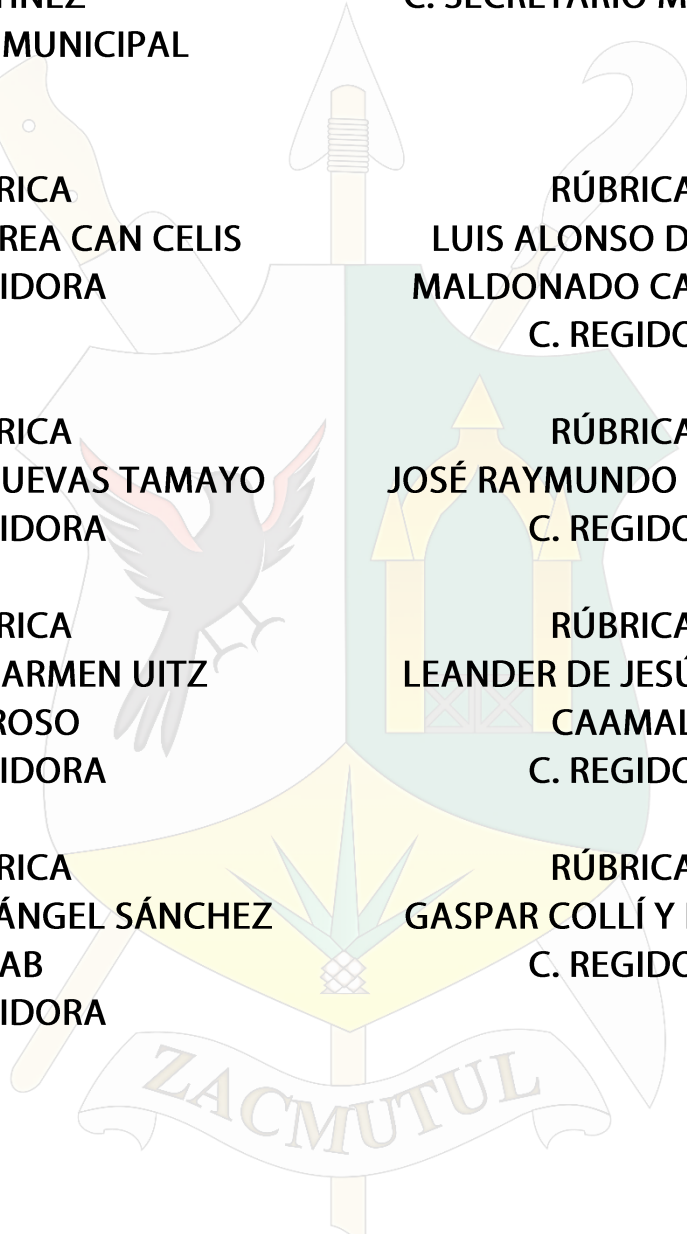 TINEZ
MUNICIPAL
C. SECRETARIO M
RICA
REA CAN CELIS
IDORA
RÚBRICA
LUIS ALONSO D
MALDONADO CA
C. REGIDO
RICA
UEVAS TAMAYO
IDORA
RÚBRICA
JOSÉ RAYMUNDO
C. REGIDO
RICA
ARMEN UITZ
ROSO
IDORA
RÚBRICA
LEANDER DE JESÚ
CAAMAL
C. REGIDO
RICA
ÁNGEL SÁNCHEZ
AB
IDORA
RÚBRICA
GASPAR COLLÍ Y
C. REGIDO
ZACMUTUL